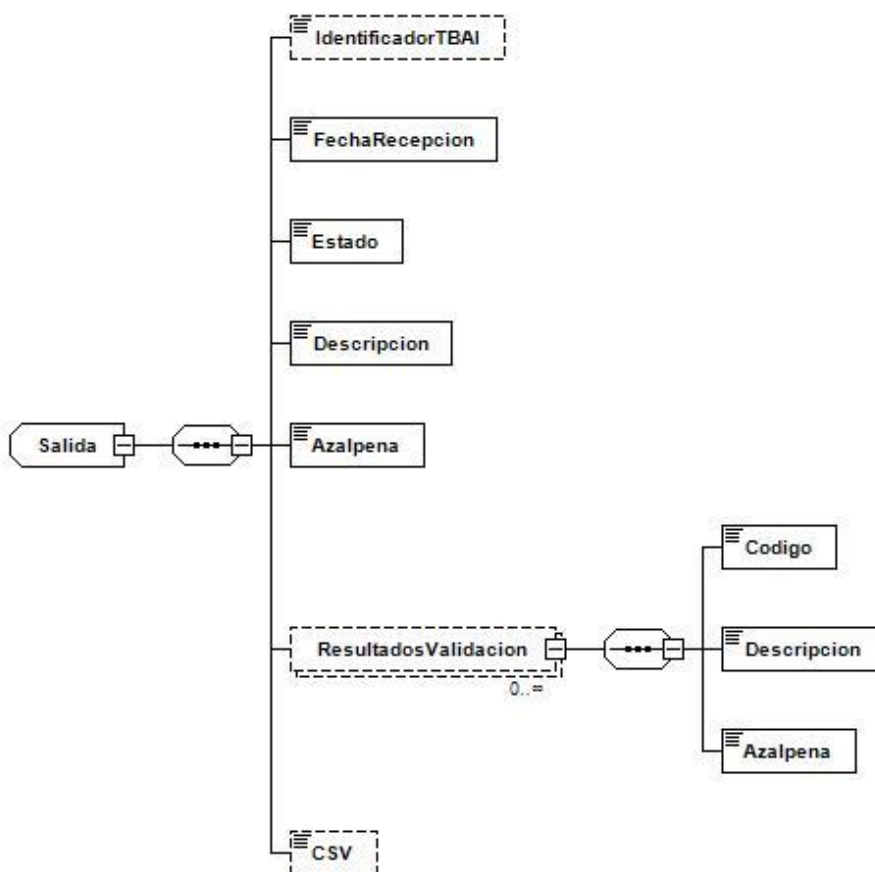 IdentificadorTBAI
FechaRecepcion
Estado
Descripcion
Salida
Azalpena
ResultadosValidacion
0..∞
Codigo
Descripcion
Azalpena
CSV